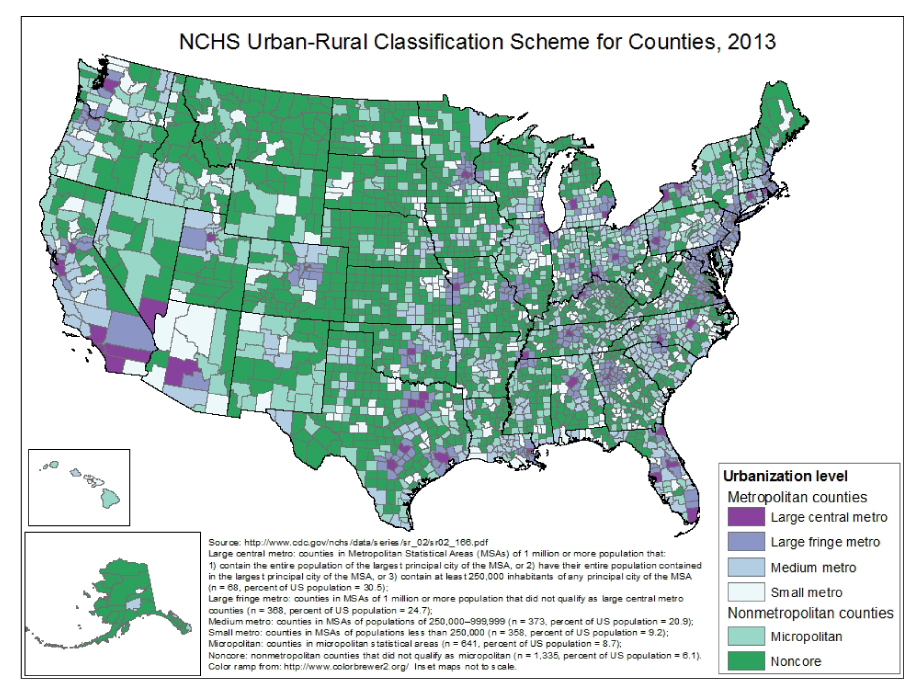 NCHS Urban-Rural Classification Scheme for Counties, 2013
Urbanization level
Metropolitan counties
Large central metro
Large fringe metro
Medium metro
Small metro
Nonmetropolitan counties
Micropolitan
Noncore
Source: http://www.cdc.gov/nchs/data/series/sr_02/sr02_166.pdf
Large central metro: counties in Metropolitan Statistical Areas (MSAs) of 1 million or more population that:
1) contain the entire population of the largest principal city of the MSA, or 2) have their entire population contained
in the largest principal city of the MSA, or 3) contain at least 250,000 inhabitants of any principal city of the MSA
(n = 68, percent of US population = 30.5);
Large fringe metro: counties in MSAs of 1 million or more population that did not qualify as large central metro
counties (n = 368, percent of US population = 24.7);
Medium metro: counties in MSAs of populations of 250,000–999,999 (n = 373, percent of US population = 20.9);
Small metro: counties in MSAs of populations less than 250,000 (n = 358, percent of US population = 9.2);
Micropolitan: counties in micropolitan statistical areas (n = 641, percent of US population = 8.7);
Noncore: nonmetropolitan counties that did not qualify as micropolitan (n = 1,335, percent of US population = 6.1).
Color ramp from: http://www.colorbrewer2.org/ Inset maps not to scale.